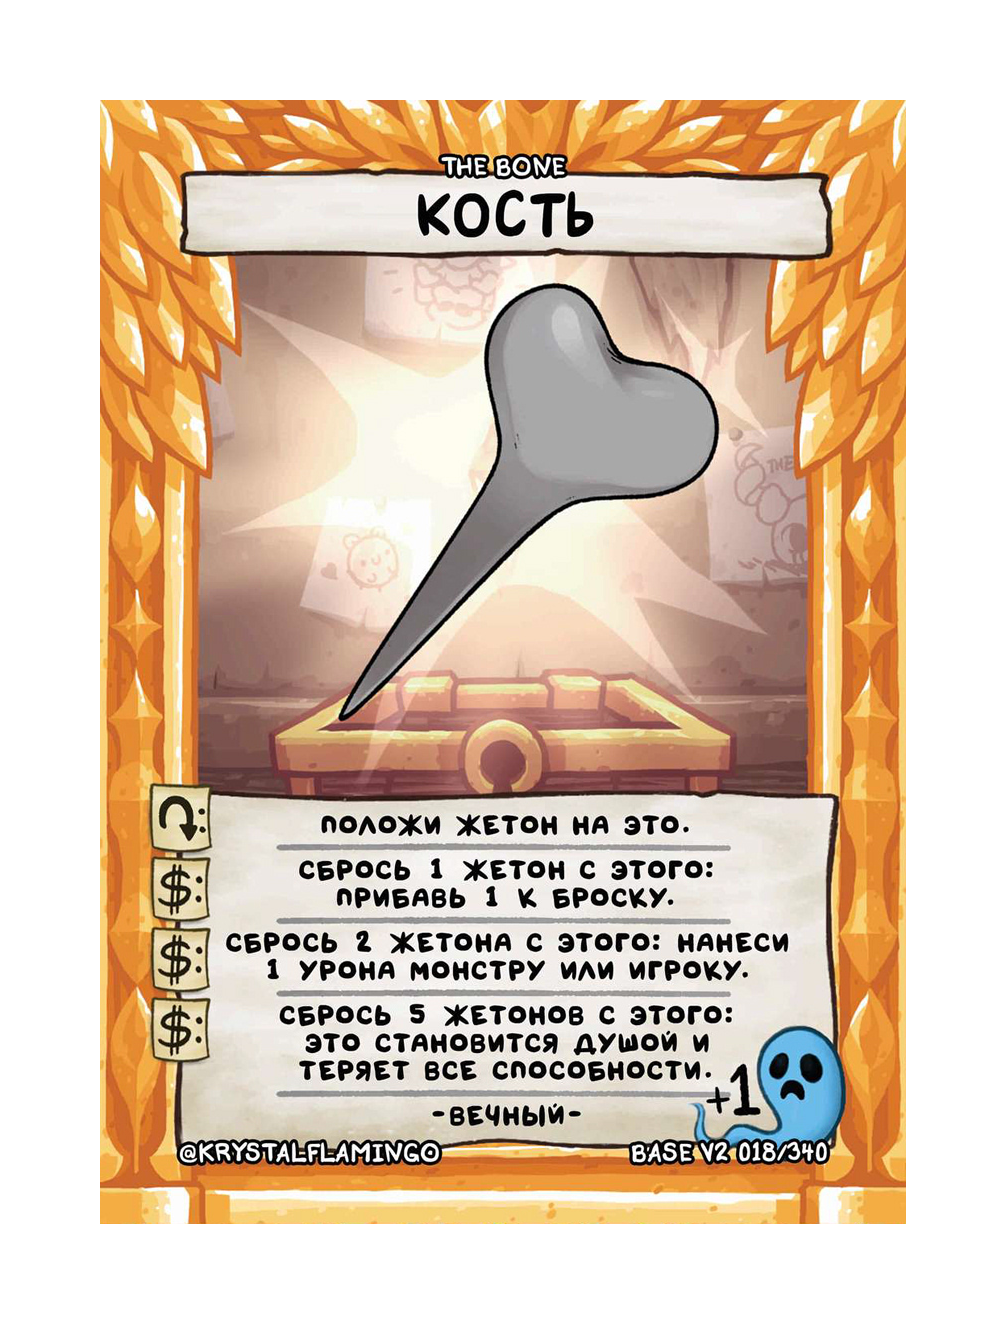 THE BONE
КОСТЬ
THE
ПОЛОЖИ ЖЕТОН НА ЭТО.
$: СБРОСЬ 1 ЖЕТОН С ЭТОГО:
ПРИБАВЬ 1 К БРОСКУ.
$: СБРОСЬ 2 ЖЕТОНА С ЭТОГО: НАНЕСИ
1 УРОНА МОНСТРУ ИЛИ ИГРОКУ.
$: СБРОСЬ 5 ЖЕТОНОВ С ЭТОГО:
ЭТО СТАНОВИТСЯ ДУШОЙ И
ТЕРЯЕТ ВСЕ СПОСОБНОСТИ.
+1
-ВЕЧНЫЙ-
@KRYSTALFLAMINGO
BASE V2 018/340